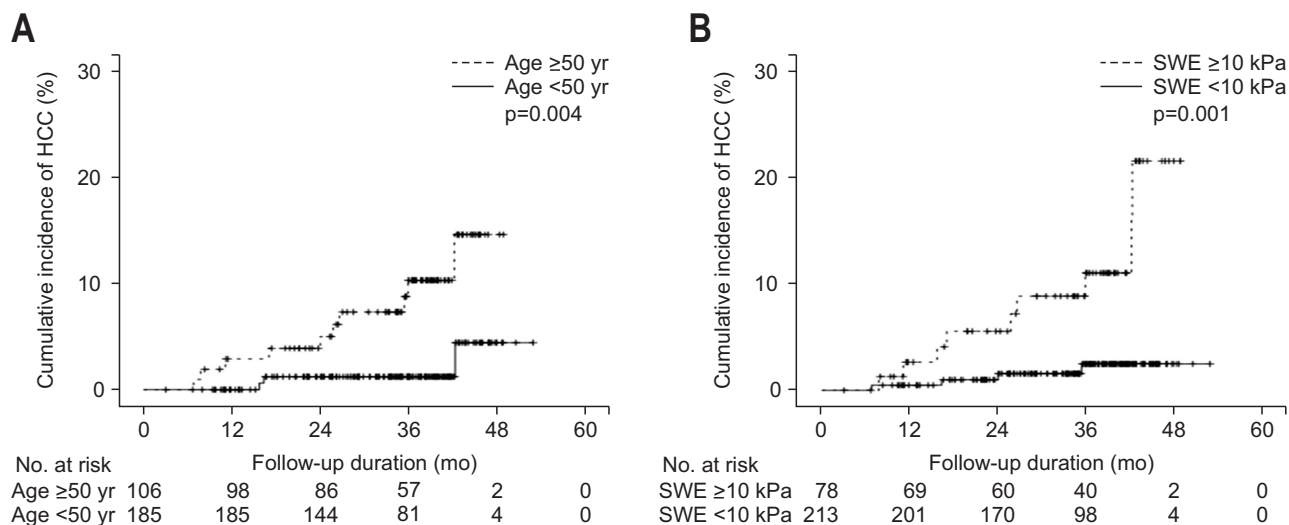 A
30
20
10
0
Cumulative incidence of HCC (%)
Age ≥50 yr
Age <50 yr
p=0.004
0 12 24 36 48 60
No. at risk
Follow-up duration (mo)
Age ≥50 yr 106 98 86 57 2 0
Age <50 yr 185 185 144 81 4 0
B
30
20
10
0
Cumulative incidence of HCC (%)
SWE ≥10 kPa
SWE <10 kPa
p=0.001
0 12 24 36 48 60
No. at risk
Follow-up duration (mo)
SWE ≥10 kPa 78 69 60 40 2 0
SWE <10 kPa 213 201 170 98 4 0